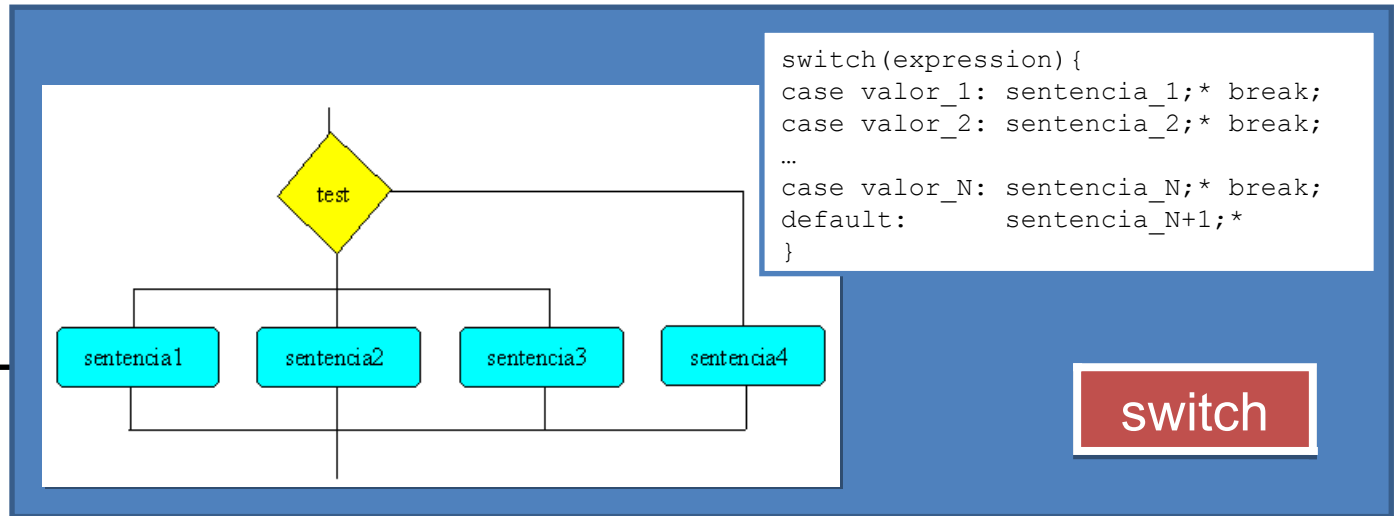 switch(expression){
case valor_1: sentencia_1;* break;
case valor_2: sentencia_2;* break;
…
case valor_N: sentencia_N;* break;
default:      sentencia_N+1;*
}
test
sentencia1
sentencia2
sentencia3
sentencia4
switch